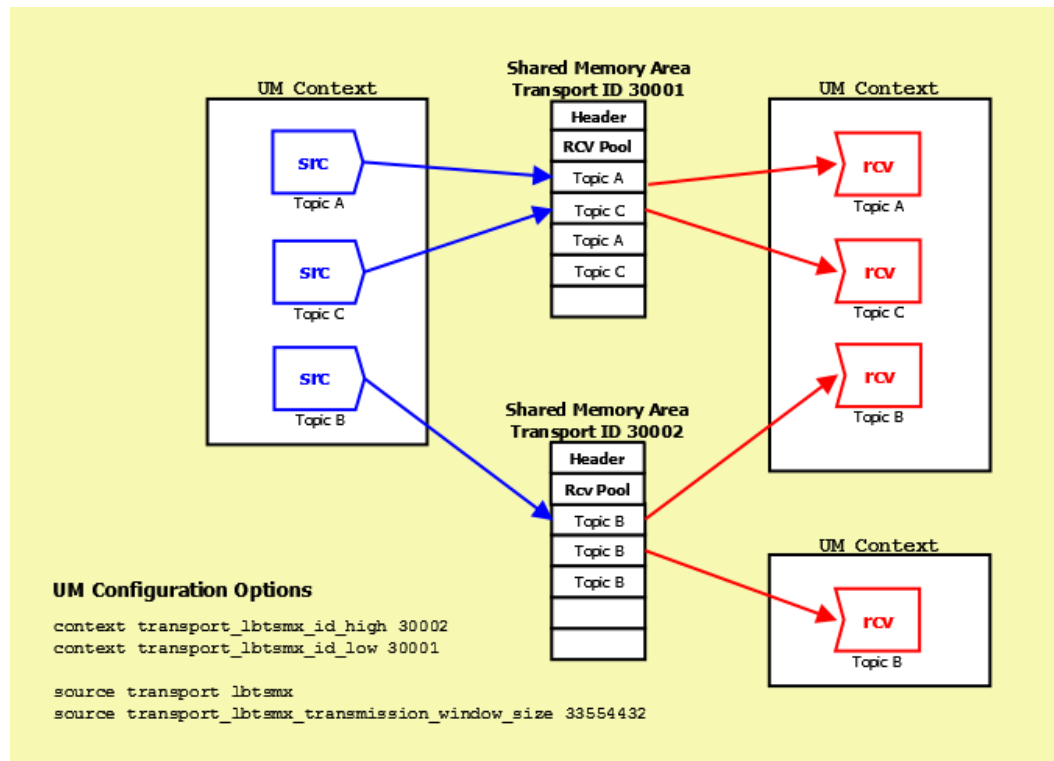 Shared Memory Area
Transport ID 30001
UM Context
UM Context
Header
RCV Pool
Topic A
Topic C
Topic A
Topic C
src
Topic A
src
Topic C
src
Topic B
rcv
Topic A
rcv
Topic C
rcv
Topic B
Shared Memory Area
Transport ID 30002
Header
Rcv Pool
Topic B
Topic B
Topic B
UM Context
rcv
Topic B
UM Configuration Options
context transport_lbtsmx_id_high 30002
context transport_lbtsmx_id_low 30001
source transport lbtsmx
source transport_lbtsmx_transmission_window_size 33554432